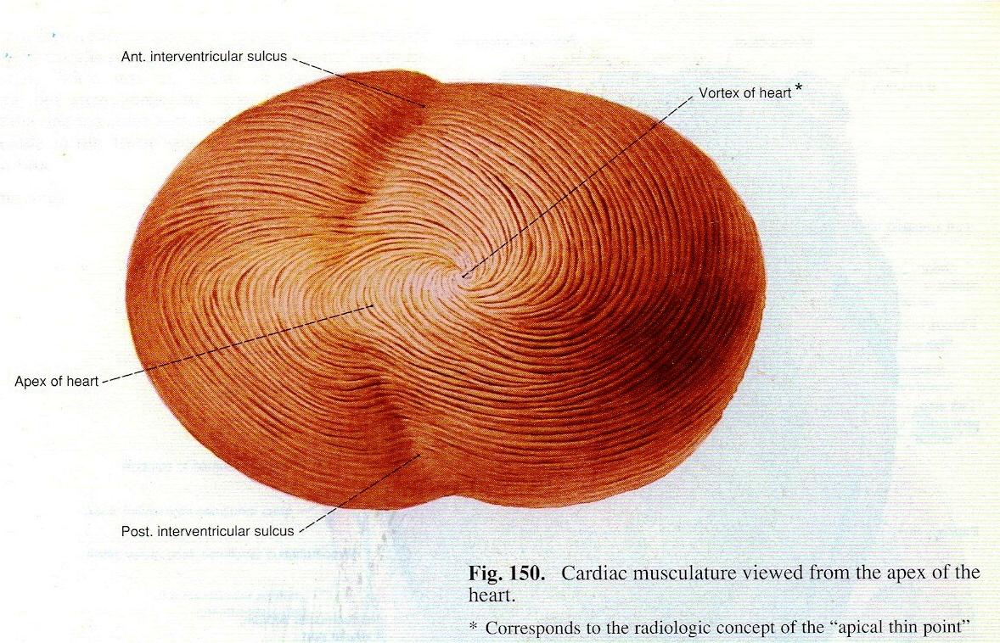 Ant. interventricular sulcus
Vortex of heart *
Apex of heart
Post. interventricular sulcus
Fig. 150. Cardiac musculature viewed from the apex of the
heart.
* Corresponds to the radiologic concept of the “apical thin point”